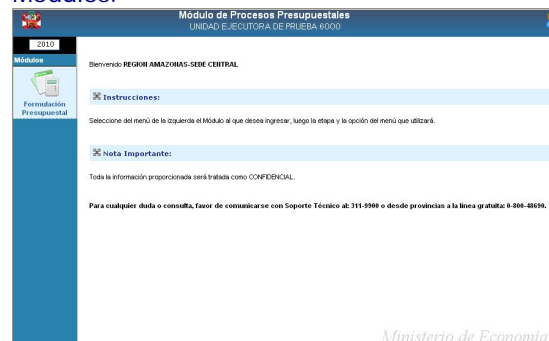 Módulos.
Módulo de Procesos Presupuestales
UNIDAD EJECUTORA DE PRUEBA 6000
2010
Módulos
Formulación
Presupuestal
Bienvenido REGION AMAZONAS-SEDE CENTRAL
Instrucciones:
Seleccione del menú de la izquierda el Módulo al que desea ingresar, luego la etapa y la opción del menú que utilizará.
Nota Importante:
Toda la información proporcionada será tratada como CONFIDENCIAL.
Para cualquier duda o consulta, favor de comunicarse con Soporte Técnico al: 311-9900 o desde provincias a la línea gratuita: 0-800-48690.
Ministerio de Economía